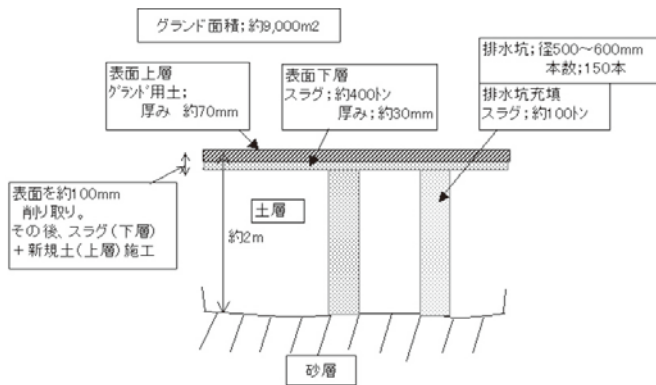 グランド面積；約9,000m2
表面上層
グランド用土；
厚み 約70mm
表面下層
スラグ；約400トン
厚み；約30mm
排水坑；径500～600mm
本数；150本
排水坑充填
スラグ；約100トン
表面を約100mm
削り取り。
その後、スラグ（下層）
＋新規土（上層）施工
土層
約2m
砂層